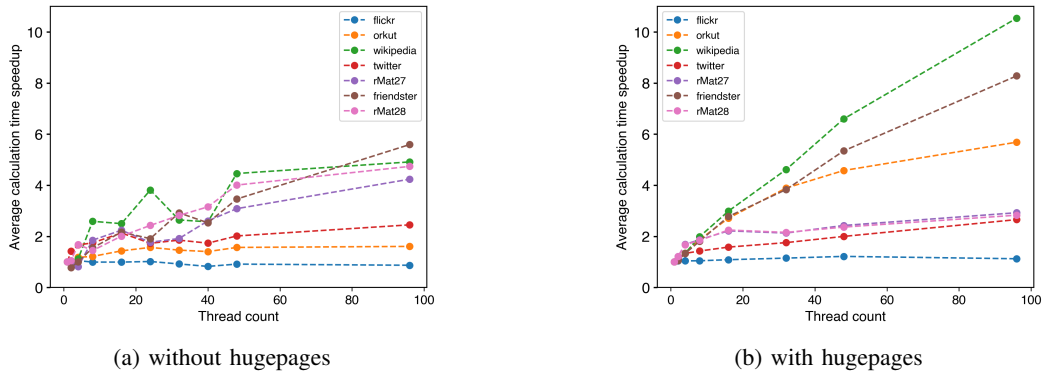 Average calculation time speedup
10
8
6
4
2
0
flickr
orkut
wikipedia
twitter
rMat27
friendster
rMat28
0 20 40 60 80 100
Thread count
(a) without hugepages
Average calculation time speedup
10
8
6
4
2
0
flickr
orkut
wikipedia
twitter
rMat27
friendster
rMat28
0 20 40 60 80 100
Thread count
(b) with hugepages